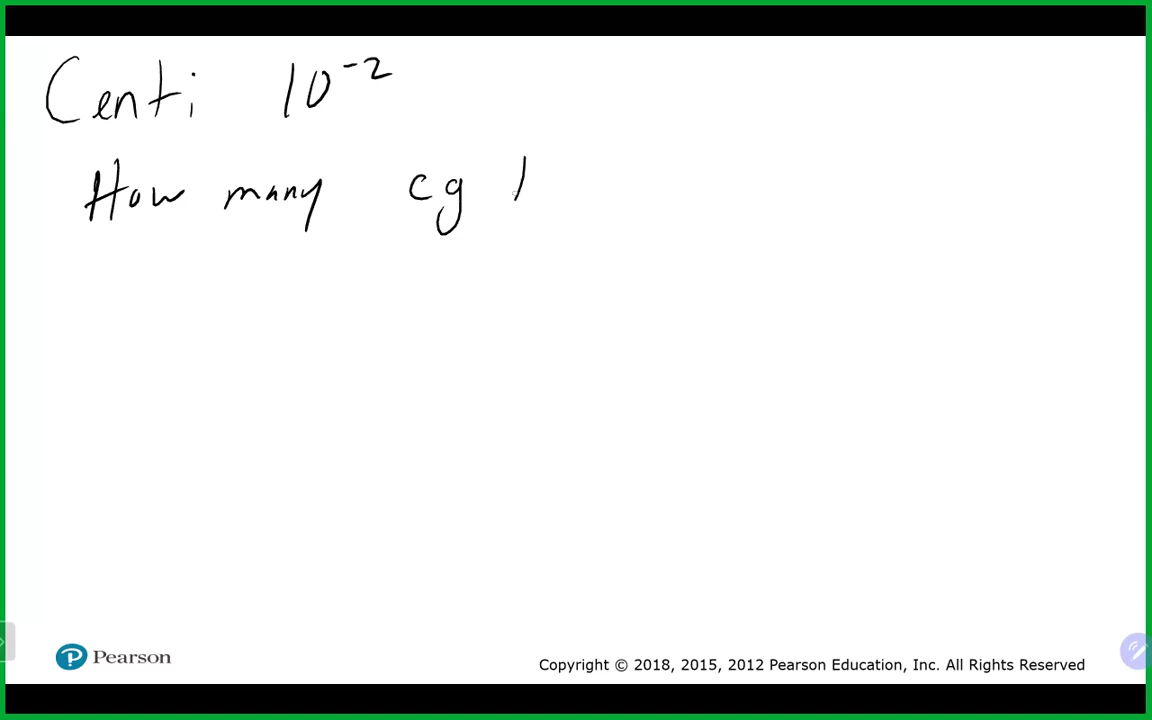 Centi 10⁻²
How many cg
Pearson
Copyright © 2018, 2015, 2012 Pearson Education, Inc. All Rights Reserved